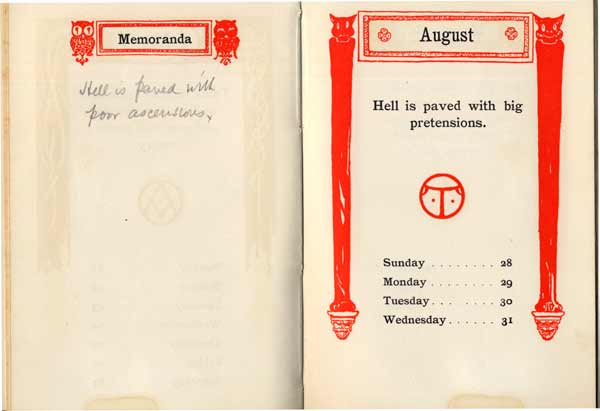 Memoranda
Hell is paved with
poor ascensions.
August
Hell is paved with big
pretensions.
Sunday ........ 28
Monday ........ 29
Tuesday ... ..... 30
Wednesday ...... 31